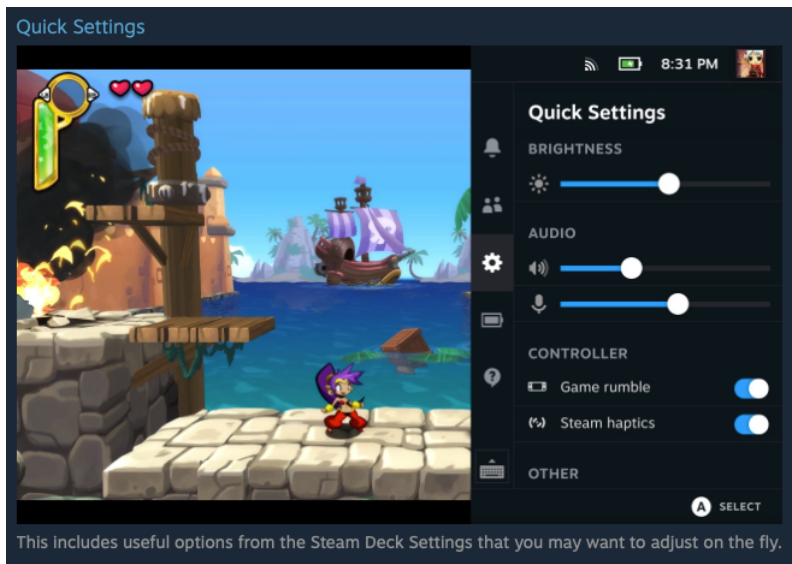 Quick Settings
8:31 PM
Quick Settings
BRIGHTNESS
AUDIO
CONTROLLER
Game rumble
Steam haptics
OTHER
A SELECT
This includes useful options from the Steam Deck Settings that you may want to adjust on the fly.